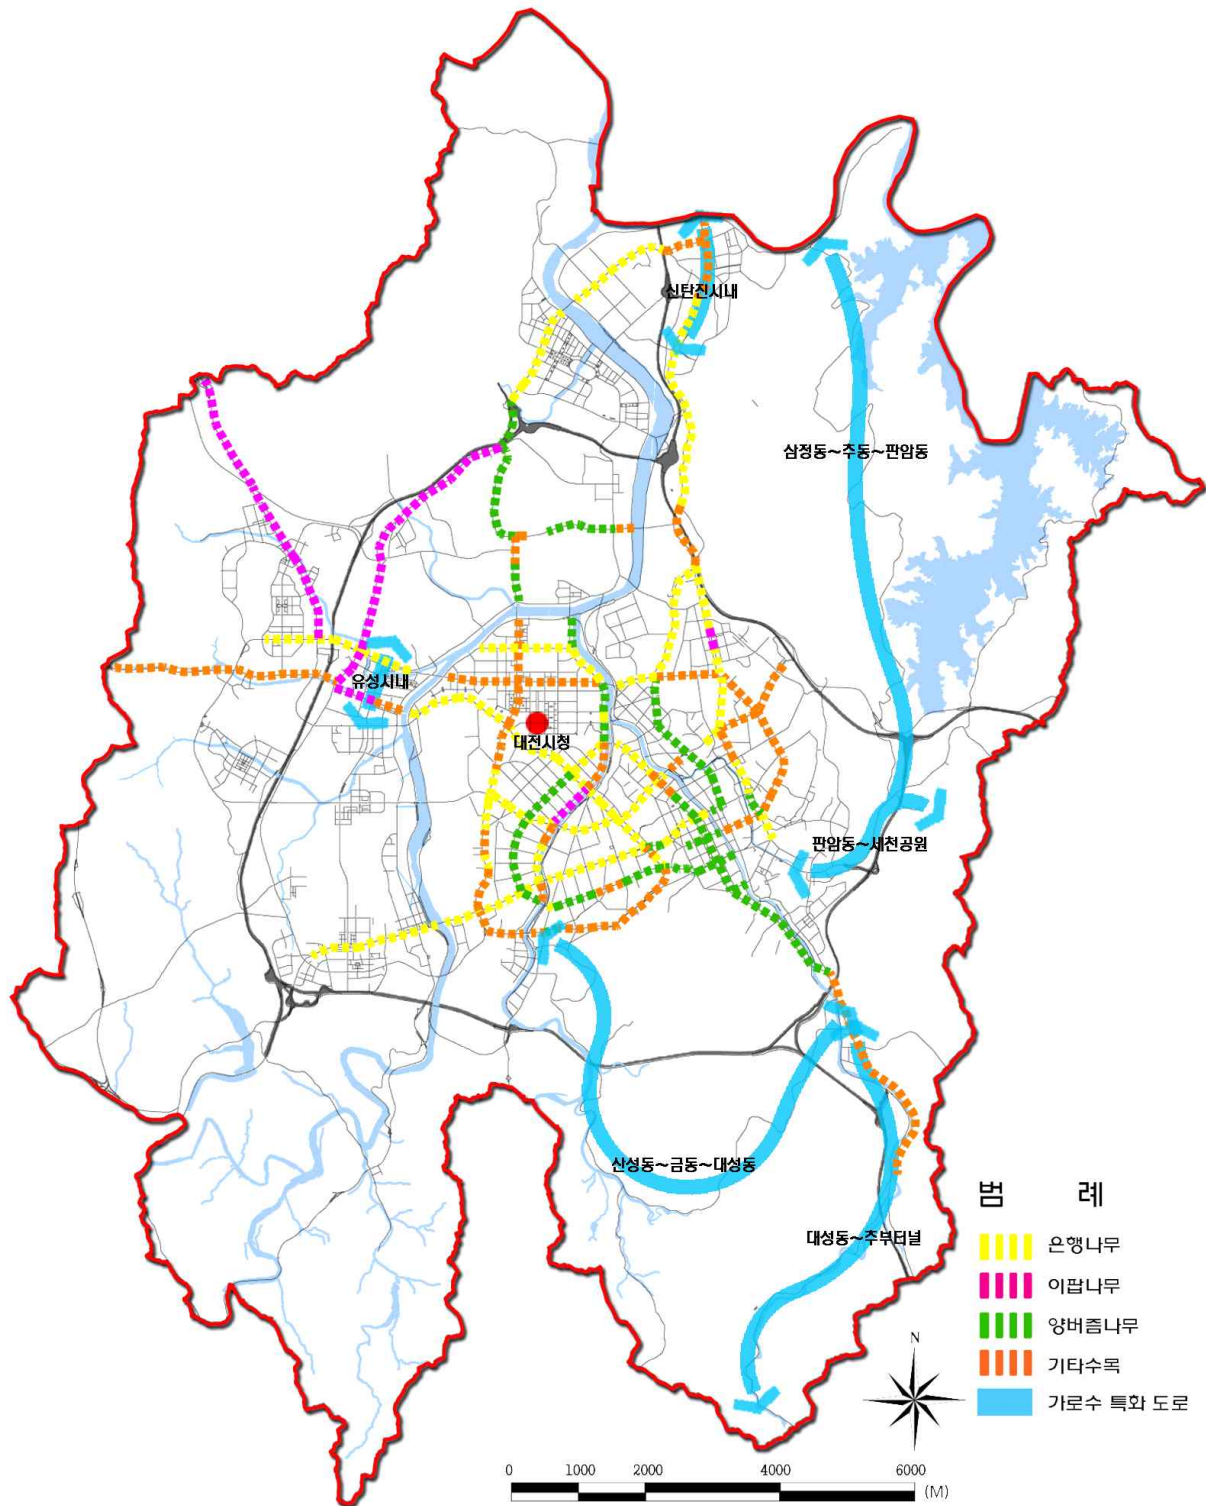 신탄진시내
삼정동~추동~판암동
유성시내
대전시청
판암동~세천공원
산성동~금동~대성동
대성동~추부터널
범 례
은행나무
이팝나무
양버즘나무
기타수목
가로수 특화 도로
N
0 1000 2000 4000 6000
(M)